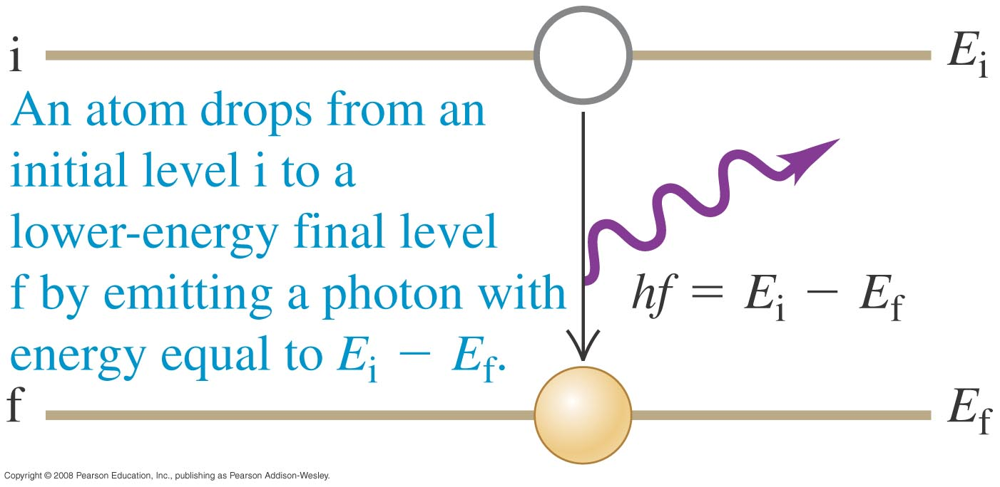 i
E_i
An atom drops from an
initial level i to a
lower-energy final level
f by emitting a photon with
energy equal to E_i − E_f.
hf = E_i − E_f
f
E_f
Copyright © 2008 Pearson Education, Inc., publishing as Pearson Addison-Wesley.